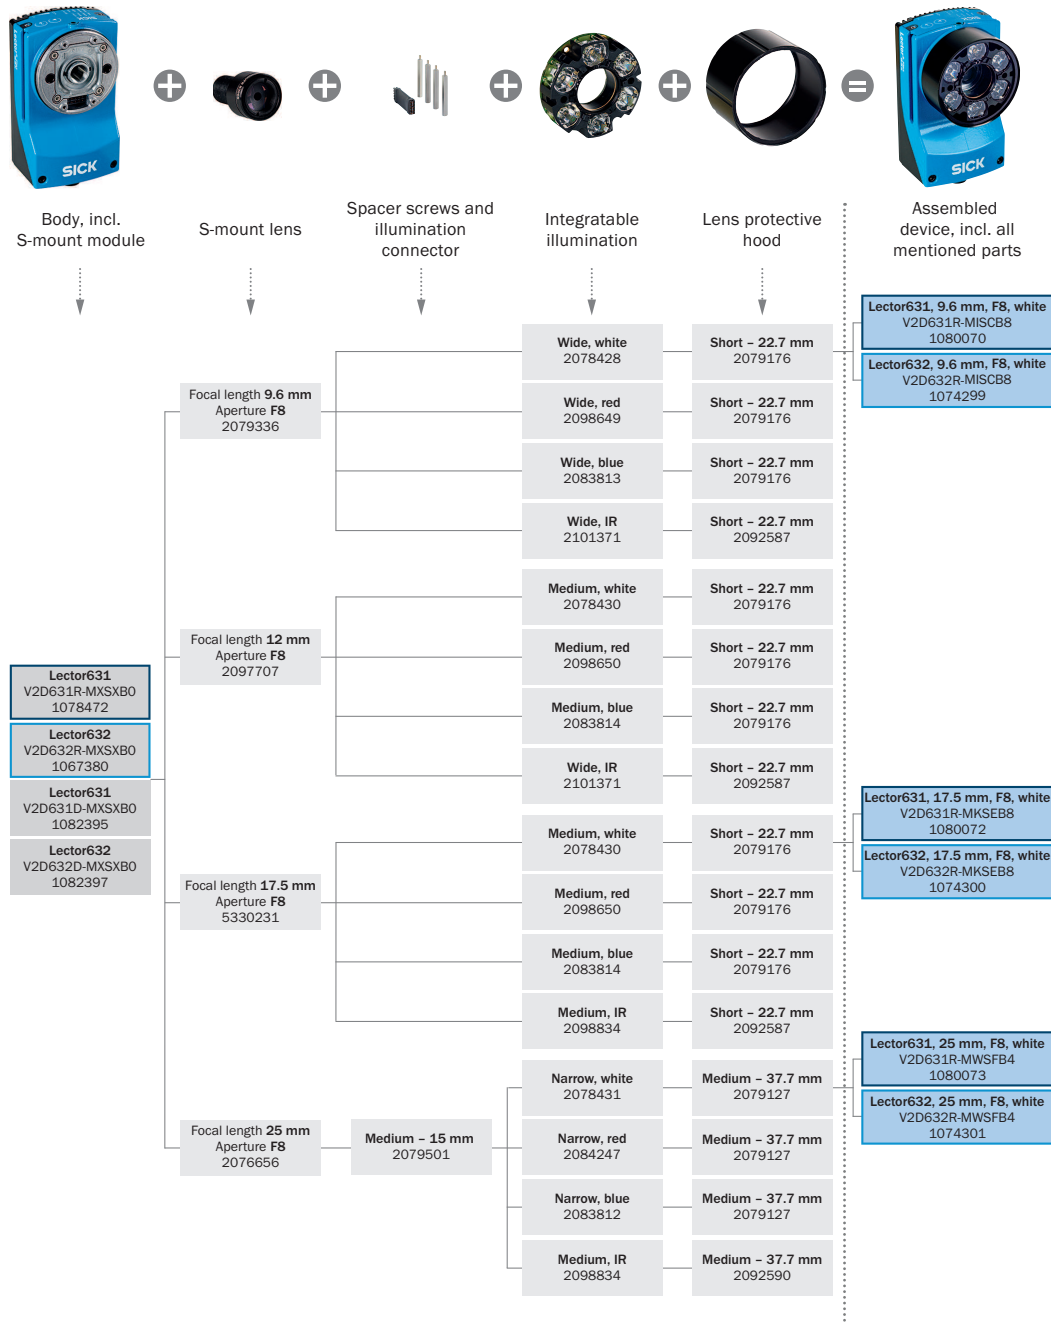 SICK
SICK
Body, incl.
S-mount module
S-mount lens
Spacer screws and
illumination
connector
Integratable
illumination
Lens protective
hood
Assembled
device, incl. all
mentioned parts
Lector631
V2D631R-MXSXB0
1078472
Lector632
V2D632R-MXSXB0
1067380
Lector631
V2D631D-MXSXB0
1082395
Lector632
V2D632D-MXSXB0
1082397
Focal length 9.6 mm
Aperture F8
2079336
Wide, white
2078428
Short – 22.7 mm
2079176
Lector631, 9.6 mm, F8, white
V2D631R-MISCB8
1080070
Lector632, 9.6 mm, F8, white
V2D632R-MISCB8
1074299
Wide, red
2098649
Short – 22.7 mm
2079176
Wide, blue
2083813
Short – 22.7 mm
2079176
Wide, IR
2101371
Short – 22.7 mm
2092587
Focal length 12 mm
Aperture F8
2097707
Medium, white
2078430
Short – 22.7 mm
2079176
Medium, red
2098650
Short – 22.7 mm
2079176
Medium, blue
2083814
Short – 22.7 mm
2079176
Wide, IR
2101371
Short – 22.7 mm
2092587
Focal length 17.5 mm
Aperture F8
5330231
Medium, white
2078430
Short – 22.7 mm
2079176
Lector631, 17.5 mm, F8, white
V2D631R-MKSEB8
1080072
Lector632, 17.5 mm, F8, white
V2D632R-MKSEB8
1074300
Medium, red
2098650
Short – 22.7 mm
2079176
Medium, blue
2083814
Short – 22.7 mm
2079176
Medium, IR
2098834
Short – 22.7 mm
2092587
Focal length 25 mm
Aperture F8
2076656
Medium – 15 mm
2079501
Narrow, white
2078431
Medium – 37.7 mm
2079127
Lector631, 25 mm, F8, white
V2D631R-MWSFB4
1080073
Lector632, 25 mm, F8, white
V2D632R-MWSFB4
1074301
Narrow, red
2084247
Medium – 37.7 mm
2079127
Narrow, blue
2083812
Medium – 37.7 mm
2079127
Medium, IR
2098834
Medium – 37.7 mm
2092590